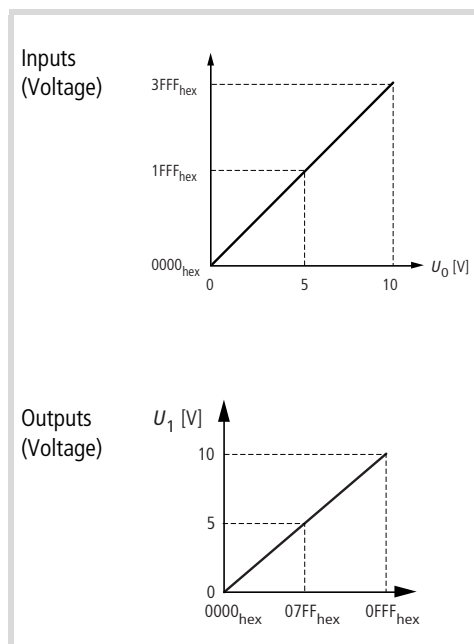 Inputs
(Voltage)
3FFFhex
1FFFhex
0000hex
0
5
10
U0 [V]
Outputs
(Voltage)
U1 [V]
10
5
0
0000hex
07FFhex
0FFFhex